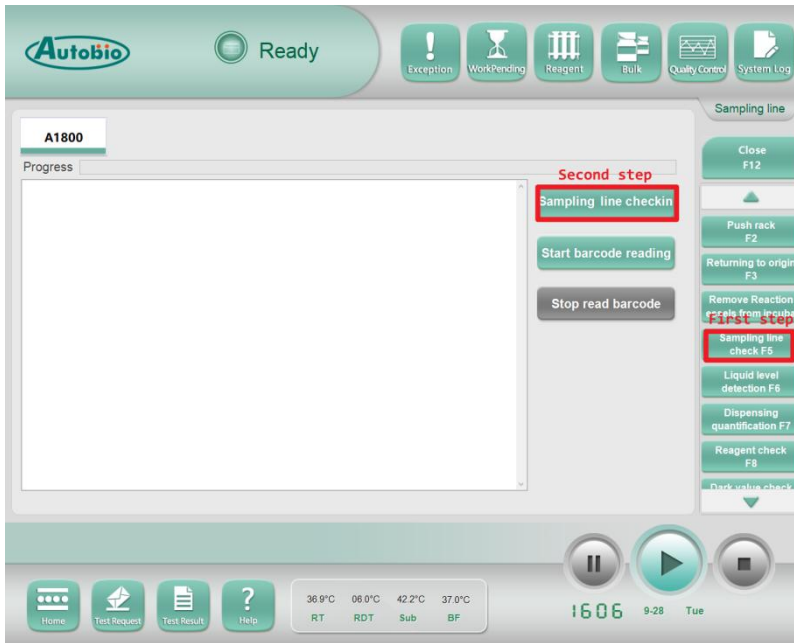 Autobio
Ready
Exception
WorkPending
Reagent
Bulk
Quality Control
System Log
Sampling line
A1800
Progress
Second step
Sampling line checkin
Start barcode reading
Stop read barcode
Close
F12
Push rack
F2
Returning to origin
F3
Remove Reaction
First step
Sampling line
check F5
Liquid level
detection F6
Dispensing
quantification F7
Reagent check
F8
Dark value check
Home
Test Request
Test Result
? Help
36.9°C 06.0°C 42.2°C 37.0°C
RT RDT Sub BF
1606 9-28 Tue